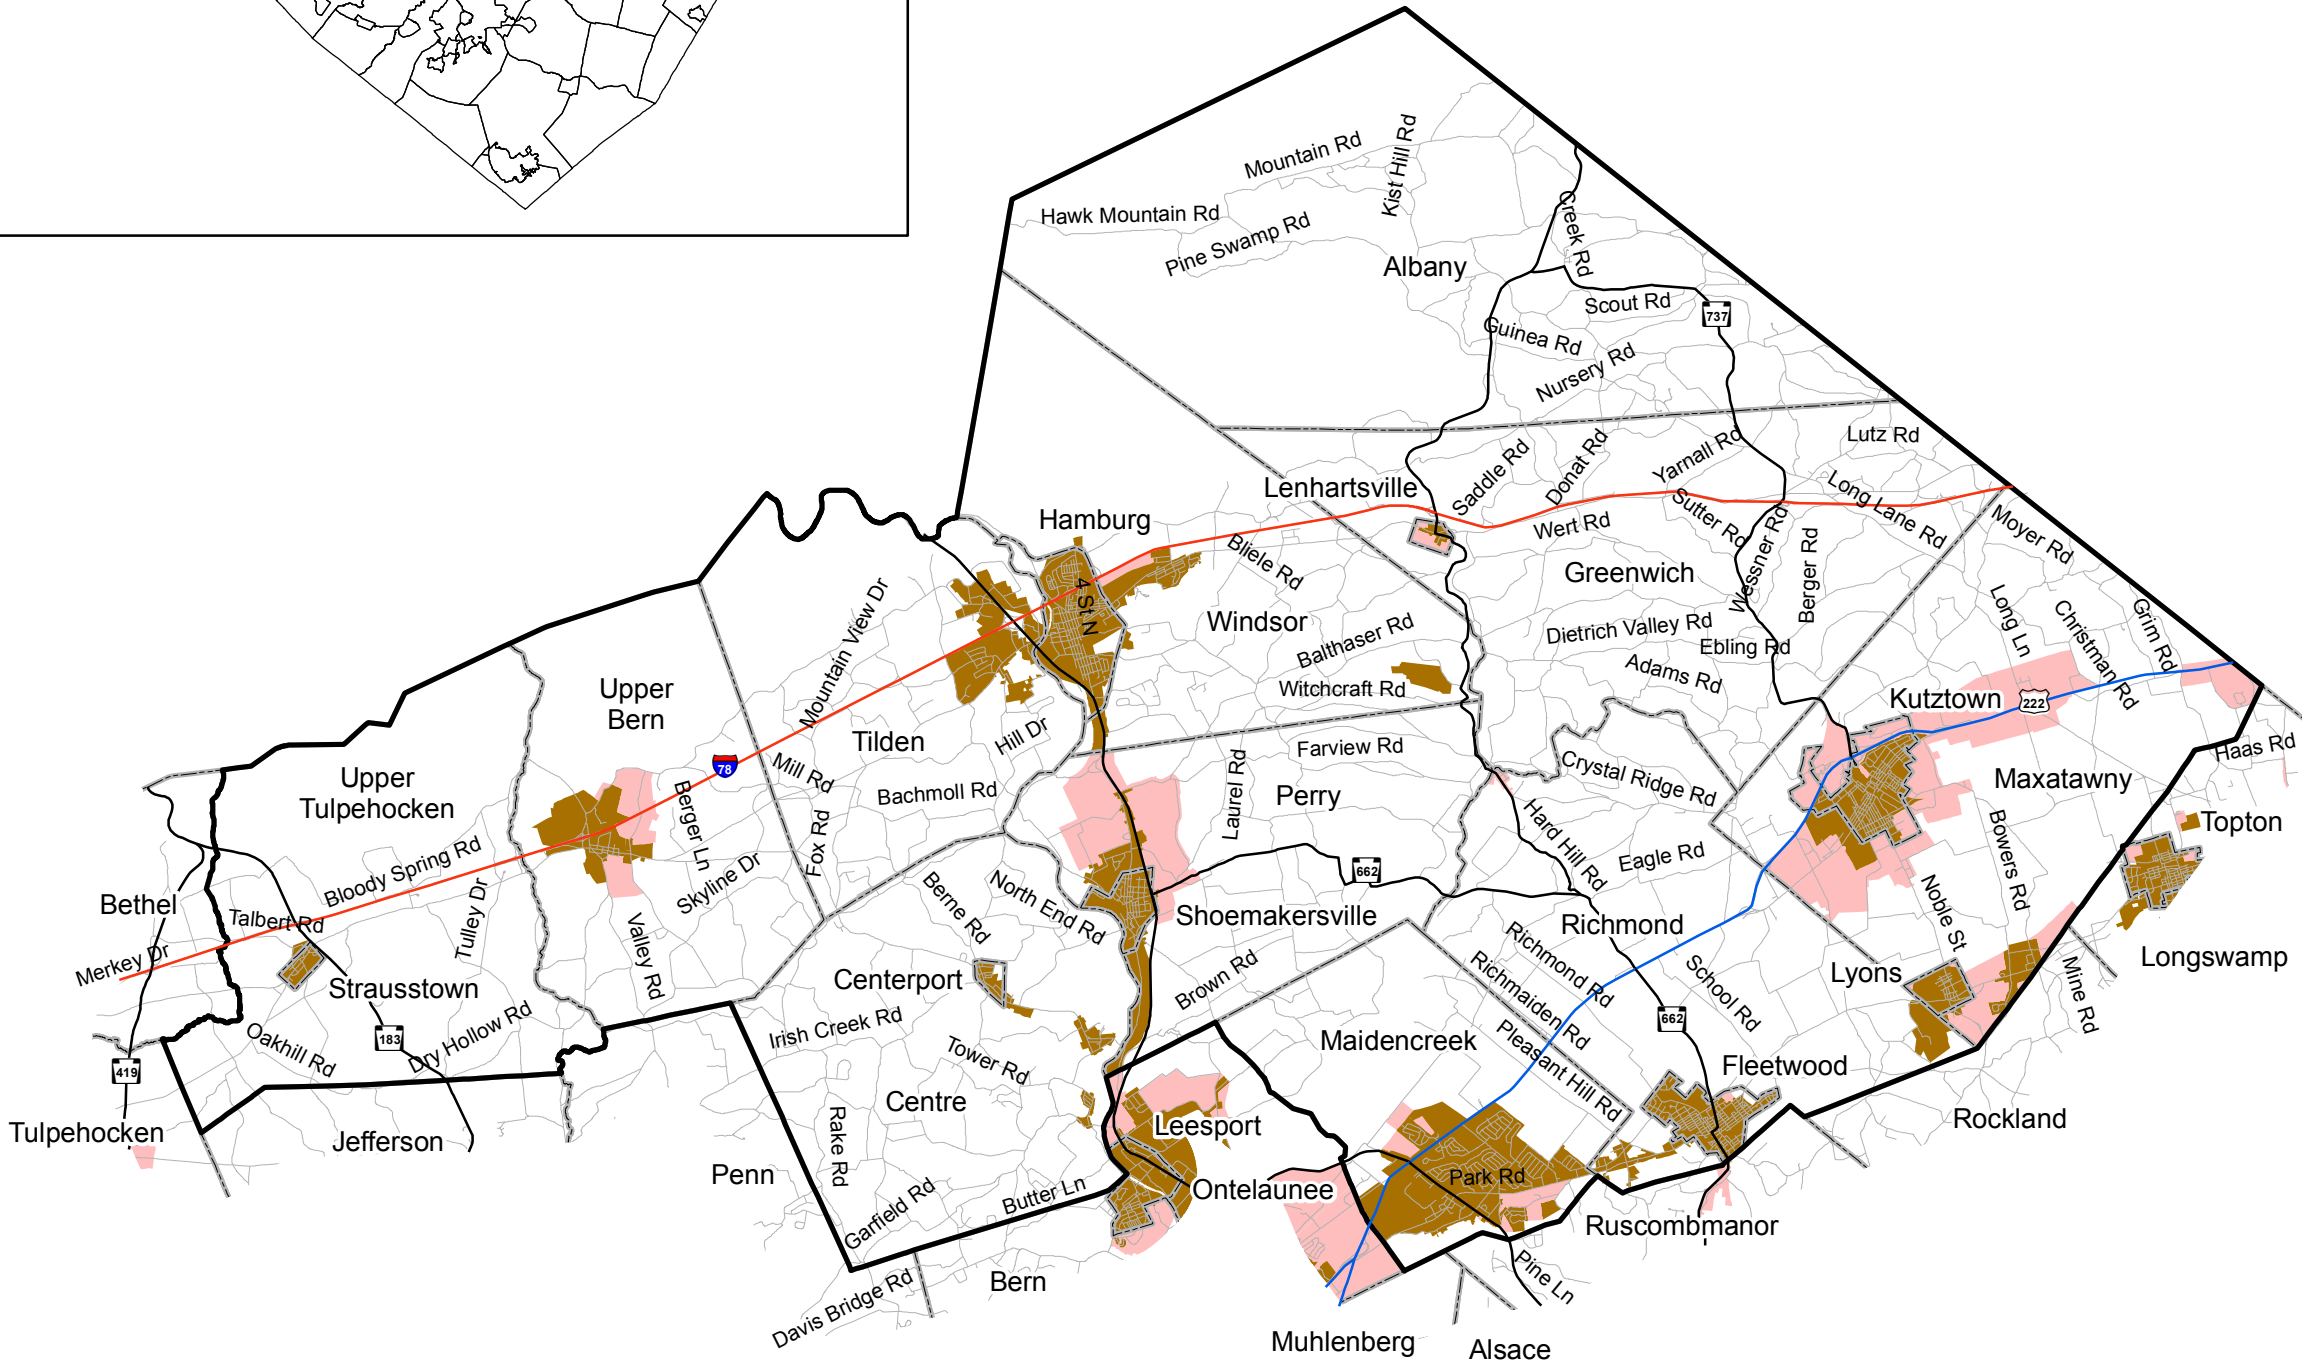 Mountain Rd
Kist Hill Rd
Hawk Mountain Rd
Pine Swamp Rd
Creek Rd
Albany
Scout Rd
737
Guinea Rd
Nursery Rd
Lutz Rd
Yarnall Rd
Saddle Rd
Donat Rd
Lenhartsville
Long Lane Rd
Sutter Rd
Wert Rd
Hamburg
Moyer Rd
Wessner Rd
Berger Rd
Bliele Rd
Greenwich
4 St N
Windsor
Balthaser Rd
Dietrich Valley Rd
Ebling Rd
Long Ln
Christman Rd
Grim Rd
Mountain View Dr
Adams Rd
Witchcraft Rd
Upper
Bern
Kutztown
222
Tilden
Hill Dr
Farview Rd
Haas Rd
78
Mill Rd
Upper
Tulpehocken
Bachmoll Rd
Laurel Rd
Perry
Crystal Ridge Rd
Maxatawny
Berger Ln
Fox Rd
Hard Hill Rd
Topton
Bloody Spring Rd
Eagle Rd
662
Bowers Rd
Skyline Dr
Bethel
Talbert Rd
Tulley Dr
Berne Rd
North End Rd
Shoemakersville
Richmond
Noble St
Merkey Dr
Valley Rd
Richmond Rd
Longswamp
Strausstown
Centerport
Brown Rd
Richmaiden Rd
School Rd
Lyons
Mine Rd
183
Oakhill Rd
Dry Hollow Rd
Irish Creek Rd
Maidencreek
662
Tower Rd
Pleasant Hill Rd
Fleetwood
419
Centre
Rockland
Tulpehocken
Jefferson
Rake Rd
Leesport
Penn
Park Rd
Butter Ln
Ontelaunee
Garfield Rd
Ruscombmanor
Bern
Pine Ln
Davis Bridge Rd
Muhlenberg
Alsace